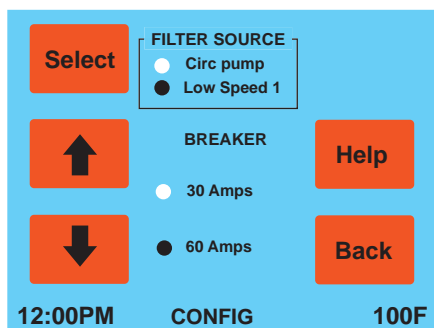 Select
FILTER SOURCE
Circ pump
Low Speed 1
BREAKER
Help
30 Amps
60 Amps
Back
12:00PM CONFIG 100F